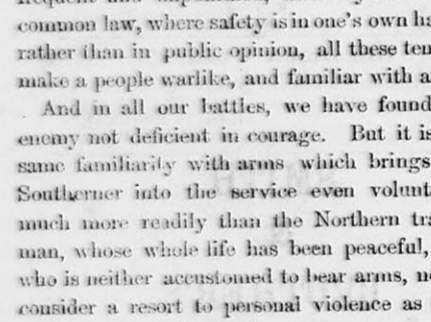 common law, where safety is in one's own
rather than in public opinion, all these
make a people warlike, and familiar with
And in all our battles, we have found
enemy not deficient in courage. But it is
same familiarity with arms which brings
Southerner into the service even
much more readily than the Northern
man, whose whole life has been peaceful,
who is neither accustomed to bear arms,
consider a resort to personal violence as